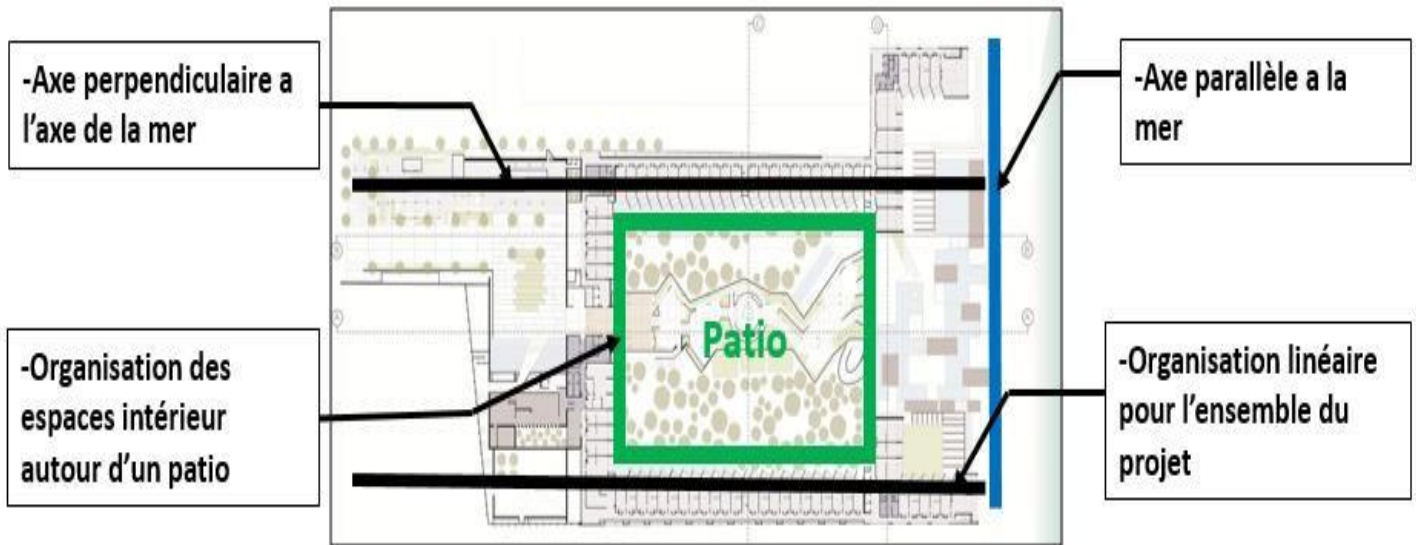 -Axe perpendiculaire a
l'axe de la mer
-Axe parallèle a la
mer
Patio
-Organisation des
espaces intérieur
autour d'un patio
-Organisation linéaire
pour l'ensemble du
projet